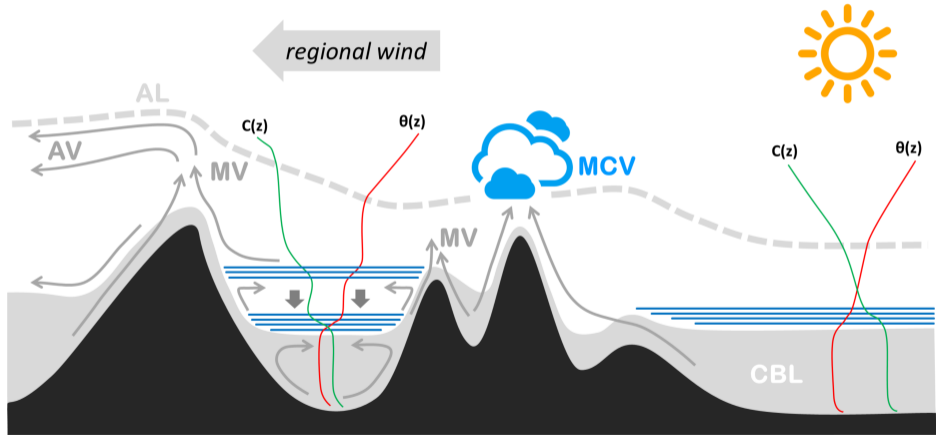 regional wind
AL
C(z)
θ(z)
AV
MV
MCV
C(z)
θ(z)
MV
CBL